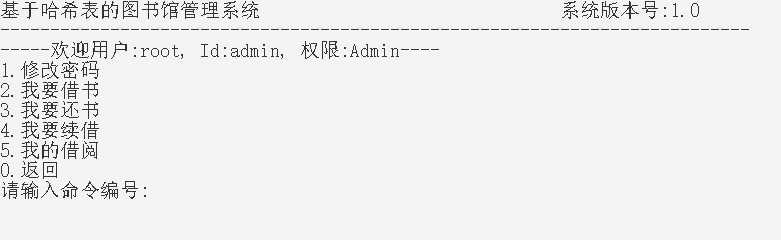 基于哈希表的图书馆管理系统 系统版本号:1.0
---------------------------------------------------------------------------
-----欢迎用户:root, Id:admin, 权限:Admin----
1.修改密码
2.我要借书
3.我要还书
4.我要续借
5.我的借阅
0.返回
请输入命令编号: